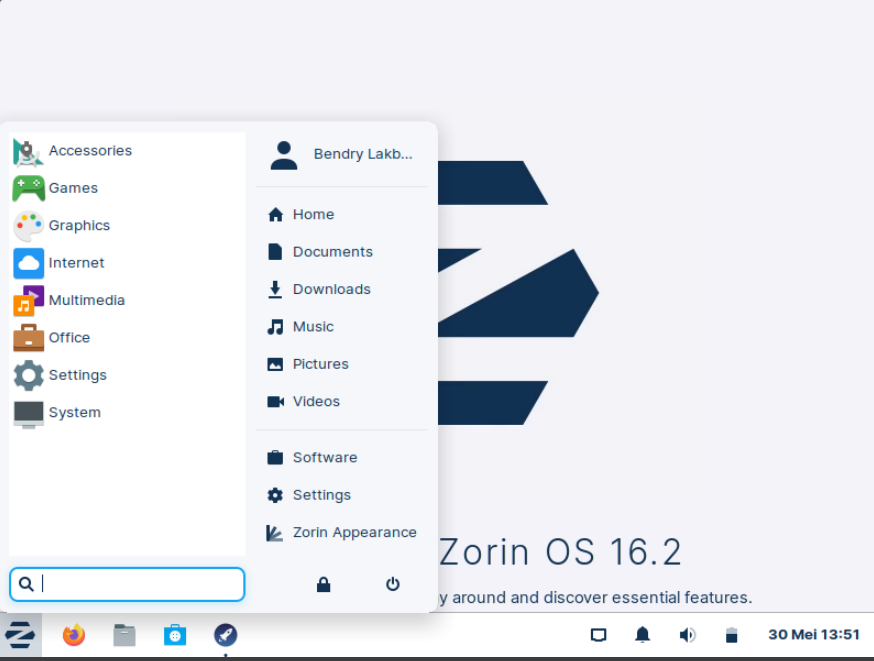 Accessories
Games
Graphics
Internet
Multimedia
Office
Settings
System
Bendry Lakb...
Home
Documents
Downloads
Music
Pictures
Videos
Software
Settings
Zorin Appearance
Zorin OS 16.2
y around and discover essential features.
30 Mei 13:51